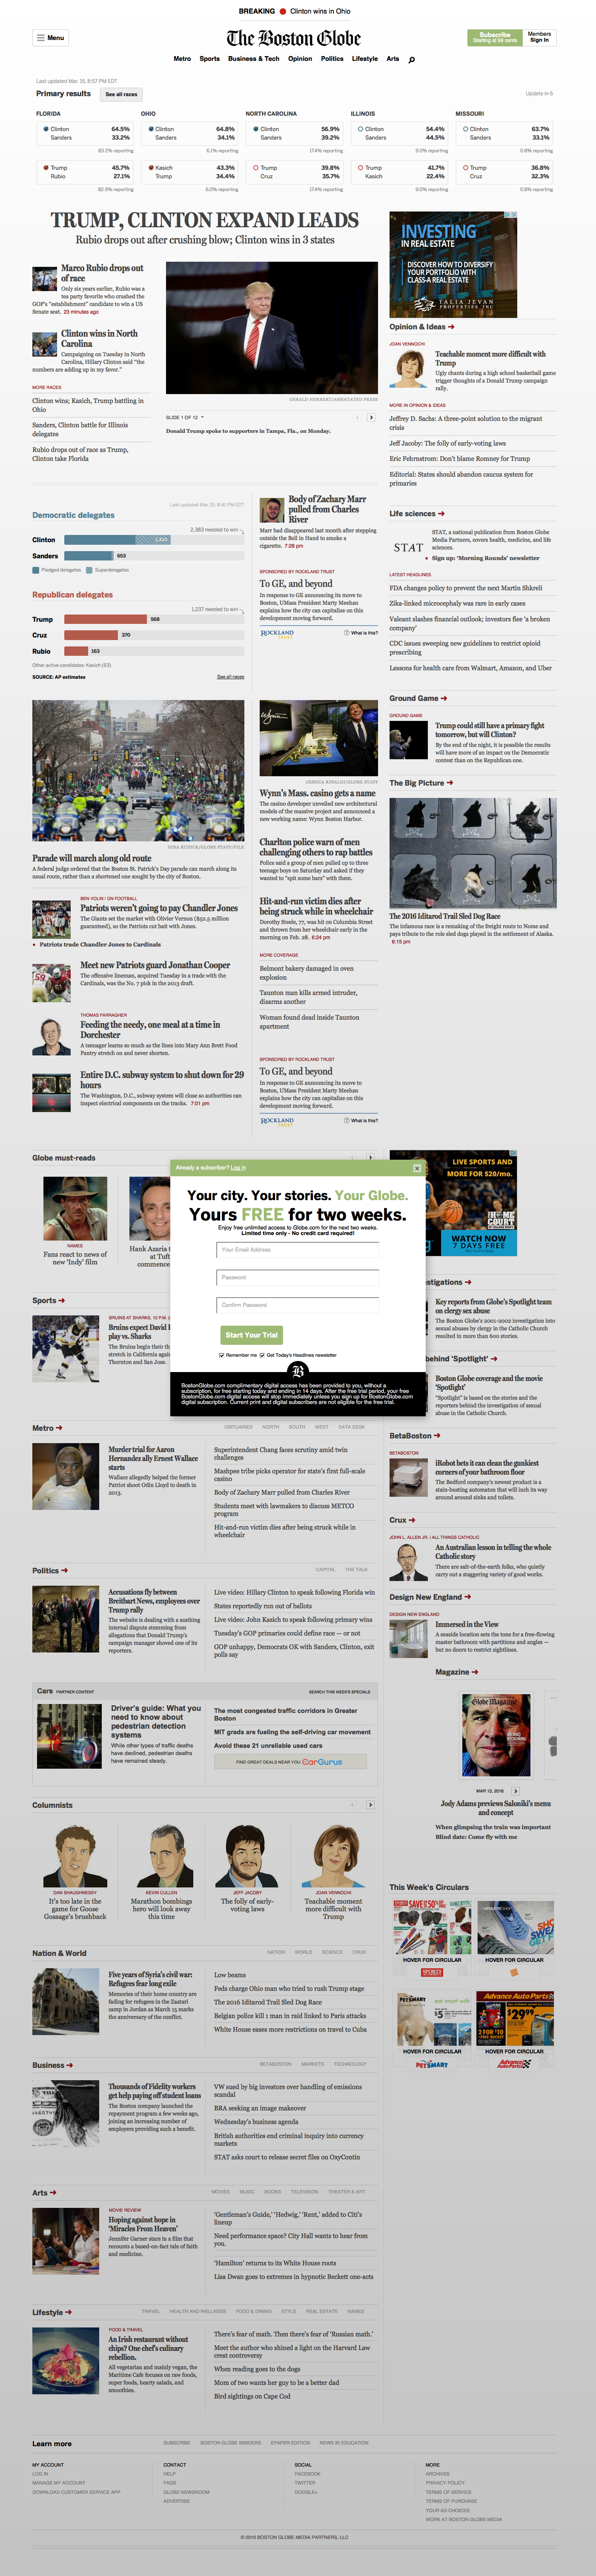 BREAKING Clinton wins in Ohio
Menu
The Boston Globe
Subscribe
Starting at 99 cents
Members
Sign In
Metro Sports Business & Tech Opinion Politics Lifestyle Arts
Last updated Mar. 15, 8:57 PM EDT
Primary results
See all races
Update in 5
FLORIDA OHIO NORTH CAROLINA ILLINOIS MISSOURI
Clinton 64.5% Clinton 64.8% Clinton 56.9% Clinton 54.4% Clinton 63.7%
Sanders 33.2% Sanders 34.1% Sanders 39.2% Sanders 44.5% Sanders 33.1%
83.2% reporting 6.1% reporting 17.4% reporting 9.0% reporting 0.8% reporting
Trump 45.7% Kasich 43.3% Trump 39.8% Trump 41.7% Trump 36.8%
Rubio 27.1% Trump 34.4% Cruz 35.7% Kasich 22.4% Cruz 32.3%
92.9% reporting 6.0% reporting 17.4% reporting 9.0% reporting 0.8% reporting
TRUMP, CLINTON EXPAND LEADS
Rubio drops out after crushing blow; Clinton wins in 3 states
Marco Rubio drops out
of race
Only six years earlier, Rubio was a
tea party favorite who crushed the
GOP's "establishment" candidate to win a US
Senate seat. 23 minutes ago
Clinton wins in North
Carolina
Campaigning on Tuesday in North
Carolina, Hillary Clinton said "the
numbers are adding up in my favor."
MORE RACES
Clinton wins; Kasich, Trump battling in
Ohio
Sanders, Clinton battle for Illinois
delegates
Rubio drops out of race as Trump,
Clinton take Florida
GERALD HERBERT/ASSOCIATED PRESS
SLIDE 1 OF 12
Donald Trump spoke to supporters in Tampa, Fla., on Monday.
INVESTING
IN REAL ESTATE
DISCOVER HOW TO DIVERSIFY
YOUR PORTFOLIO WITH
CLASS-A REAL ESTATE
TALIA JEVAN
PROPERTIES INC
Opinion & Ideas
JOAN VENNOCHI
Teachable moment more difficult with
Trump
Ugly chants during a high school basketball game
trigger thoughts of a Donald Trump campaign
rally.
MORE IN OPINION & IDEAS
Jeffrey D. Sachs: A three-point solution to the migrant
crisis
Jeff Jacoby: The folly of early-voting laws
Eric Fehrnstrom: Don't blame Romney for Trump
Editorial: States should abandon caucus system for
primaries
Last updated Mar. 15, 8:40 PM EDT
Democratic delegates
2,383 needed to win
Clinton 1,410
Sanders 653
Pledged delegates Superdelegates
Republican delegates
1,237 needed to win
Trump 568
Cruz 370
Rubio 163
Other active candidates: Kasich (63)
SOURCE: AP estimates
See all races
Body of Zachary Marr
pulled from Charles
River
Marr had disappeared last month after stepping
outside the Bell in Hand to smoke a
cigarette. 7:28 pm
SPONSORED BY ROCKLAND TRUST
To GE, and beyond
In response to GE announcing its move to
Boston, UMass President Marty Meehan
explains how the city can capitalize on this
development moving forward.
ROCKLAND
TRUST
What is this?
Life sciences
STAT
STAT, a national publication from Boston Globe
Media Partners, covers health, medicine, and life
sciences.
Sign up: 'Morning Rounds' newsletter
LATEST HEADLINES
FDA changes policy to prevent the next Martin Shkreli
Zika-linked microcephaly was rare in early cases
Valeant slashes financial outlook; investors flee 'a broken
company'
CDC issues sweeping new guidelines to restrict opioid
prescribing
Lessons for health care from Walmart, Amazon, and Uber
DINA RUDICK/GLOBE STAFF/FILE
Parade will march along old route
A federal judge ordered that the Boston St. Patrick's Day parade can march along its
usual route, rather than a shortened one sought by the city of Boston.
BEN VOLIN | ON FOOTBALL
Patriots weren't going to pay Chandler Jones
The Giants set the market with Olivier Vernon ($52.5 million
guaranteed), so the Patriots cut bait with Jones.
Patriots trade Chandler Jones to Cardinals
Meet new Patriots guard Jonathan Cooper
The offensive lineman, acquired Tuesday in a trade with the
Cardinals, was the No. 7 pick in the 2013 draft.
THOMAS FARRAGHER
Feeding the needy, one meal at a time in
Dorchester
A teenager learns so much as the lines into Mary Ann Brett Food
Pantry stretch on and never shorten.
Entire D.C. subway system to shut down for 29
hours
The Washington, D.C., subway system will close so authorities can
inspect electrical components on the tracks. 7:01 pm
Wynn
JESSICA RINALDI/GLOBE STAFF
Wynn's Mass. casino gets a name
The casino developer unveiled new architectural
models of the massive project and announced a
new working name: Wynn Boston Harbor.
Charlton police warn of men
challenging others to rap battles
Police said a group of men pulled up to three
teenage boys on Saturday and asked if they
wanted to "spit some bars" with them.
Hit-and-run victim dies after
being struck while in wheelchair
Dorothy Steele, 77, was hit on Columbia Street
and thrown from her wheelchair early in the
morning on Feb. 28. 6:24 pm
MORE COVERAGE
Belmont bakery damaged in oven
explosion
Taunton man kills armed intruder,
disarms another
Woman found dead inside Taunton
apartment
SPONSORED BY ROCKLAND TRUST
To GE, and beyond
In response to GE announcing its move to
Boston, UMass President Marty Meehan
explains how the city can capitalize on this
development moving forward.
ROCKLAND
TRUST
What is this?
Ground Game
GROUND GAME
Trump could still have a primary fight
tomorrow, but will Clinton?
By the end of the night, it is possible the results
will have more of an impact on the Democratic
contest than on the Republican one.
The Big Picture
The 2016 Iditarod Trail Sled Dog Race
The infamous race is a remaking of the freight route to Nome and
pays tribute to the role sled dogs played in the settlement of Alaska.
6:15 pm
Globe must-reads
NAMES
Fans react to news of
new 'Indy' film
Hank Azaria
at Tuft
commence
LIVE SPORTS AND
MORE FOR $20/mo.
HOME
COURT
WATCH NOW
7 DAYS FREE
Already a subscriber? Log in
Your city. Your stories. Your Globe.
Yours FREE for two weeks.
Enjoy free unlimited access to Globe.com for the next two weeks.
Limited time only - No credit card required!
Your Email Address
Password
Confirm Password
Start Your Trial
Remember me Get Today's Headlines newsletter
B
BostonGlobe.com complimentary digital access has been provided to you, without a
subscription, for free starting today and ending in 14 days. After the free trial period, your free
BostonGlobe.com digital access will stop immediately unless you sign up for BostonGlobe.com
digital subscription. Current print and digital subscribers are not eligible for the free trial.
Sports
BRUINS AT SHARKS, 10 P.M.
Bruins expect David
play vs. Sharks
The Bruins begin their
stretch in California again
Thornton and San Jose.
stigations
Key reports from Globe's Spotlight team
on clergy sex abuse
The Boston Globe's 2001-2002 investigation into
sexual abuses by clergy in the Catholic Church
resulted in more than 600 stories.
behind 'Spotlight'
Boston Globe coverage and the movie
'Spotlight'
"Spotlight" is based on the stories and the
reporters behind the investigation of sexual
abuse in the Catholic Church.
Metro
OBITUARIES NORTH SOUTH WEST DATA DESK
Murder trial for Aaron
Hernandez ally Ernest Wallace
starts
Wallace allegedly helped the former
Patriot shoot Odin Lloyd to death in
2013.
Superintendent Chang faces scrutiny amid twin
challenges
Mashpee tribe picks operator for state's first full-scale
casino
Body of Zachary Marr pulled from Charles River
Students meet with lawmakers to discuss METCO
program
Hit-and-run victim dies after being struck while in
wheelchair
BetaBoston
BETABOSTON
iRobot bets it can clean the gunkiest
corners of your bathroom floor
The Bedford company's newest product is a
stain-busting automaton that will inch its way
around around sinks and toilets.
Crux
JOHN L. ALLEN JR. | ALL THINGS CATHOLIC
An Australian lesson in telling the whole
Catholic story
There are salt-of-the-earth folks, who quietly
carry out a staggering variety of good works.
Politics
CAPITAL THE TALK
Accusations fly between
Breitbart News, employees over
Trump rally
The website is dealing with a scathing
internal dispute stemming from
allegations that Donald Trump's
campaign manager shoved one of its
reporters.
Live video: Hillary Clinton to speak following Florida win
States reportedly run out of ballots
Live video: John Kasich to speak following primary wins
Tuesday's GOP primaries could define race — or not
GOP unhappy, Democrats OK with Sanders, Clinton, exit
polls say
Design New England
DESIGN NEW ENGLAND
Immersed in the View
A seaside location sets the tone for a free-flowing
master bathroom with partitions and angles —
but no doors to restrict sightlines.
Magazine
Globe Magazine
MAR 13, 2016
Jody Adams previews Saloniki's menu
and concept
When glimpsing the train was important
Blind date: Come fly with me
Cars PARTNER CONTENT
SEARCH THIS WEEK'S SPECIALS
Driver's guide: What you
need to know about
pedestrian detection
systems
While other types of traffic deaths
have declined, pedestrian deaths
have remained steady.
The most congested traffic corridors in Greater
Boston
MIT grads are fueling the self-driving car movement
Avoid these 21 unreliable used cars
FIND GREAT DEALS NEAR YOU CarGurus
Columnists
DAN SHAUGHNESSY
It's too late in the
game for Goose
Gossage's brushback
KEVIN CULLEN
Marathon bombings
hero will look away
this time
JEFF JACOBY
The folly of early-
voting laws
JOAN VENNOCHI
Teachable moment
more difficult with
Trump
This Week's Circulars
HOVER FOR CIRCULAR HOVER FOR CIRCULAR
HOVER FOR CIRCULAR HOVER FOR CIRCULAR
PETSMART
Advance Auto Parts
Nation & World
NATION WORLD SCIENCE CRUX
Five years of Syria's civil war:
Refugees fear long exile
Memories of their home country are
fading for refugees in the Zaatari
camp in Jordan as March 15 marks
the anniversary of the conflict.
Low beams
Feds charge Ohio man who tried to rush Trump stage
The 2016 Iditarod Trail Sled Dog Race
Belgian police kill 1 man in raid linked to Paris attacks
White House eases more restrictions on travel to Cuba
Business
BETABOSTON MARKETS TECHNOLOGY
Thousands of Fidelity workers
get help paying off student loans
The Boston company launched the
repayment program a few weeks ago,
joining an increasing number of
employers providing such a benefit.
VW sued by big investors over handling of emissions
scandal
BRA seeking an image makeover
Wednesday's business agenda
British authorities end criminal inquiry into currency
markets
STAT asks court to release secret files on OxyContin
Arts
MOVIES MUSIC BOOKS TELEVISION THEATER & ART
MOVIE REVIEW
Hoping against hope in
'Miracles From Heaven'
Jennifer Garner stars in a film that
recounts a based-on-fact tale of faith
and medicine.
'Gentleman's Guide,' 'Hedwig,' 'Rent,' added to Citi's
lineup
Need performance space? City Hall wants to hear from
you.
'Hamilton' returns to its White House roots
Lisa Dwan goes to extremes in hypnotic Beckett one-acts
Lifestyle
TRAVEL HEALTH AND WELLNESS FOOD & DINING STYLE REAL ESTATE NAMES
FOOD & TRAVEL
An Irish restaurant without
chips? One chef's culinary
rebellion.
All vegetarian and mainly vegan, the
Maritime Cafe focuses on raw foods,
super foods, hearty salads, and
smoothies.
There's fear of math. Then there's fear of 'Russian math.'
Meet the author who shined a light on the Harvard Law
crest controversy
When reading goes to the dogs
Mom of two wants her guy to be a better dad
Bird sightings on Cape Cod
Learn more
SUBSCRIBE BOSTON GLOBE INSIDERS EPAPER EDITION NEWS IN EDUCATION
MY ACCOUNT
LOG IN
MANAGE MY ACCOUNT
DOWNLOAD CUSTOMER SERVICE APP
CONTACT
HELP
FAQS
GLOBE NEWSROOM
ADVERTISE
SOCIAL
FACEBOOK
TWITTER
GOOGLE+
MORE
ARCHIVES
PRIVACY POLICY
TERMS OF SERVICE
TERMS OF PURCHASE
YOUR AD CHOICES
WORK AT BOSTON GLOBE MEDIA
© 2016 BOSTON GLOBE MEDIA PARTNERS, LLC